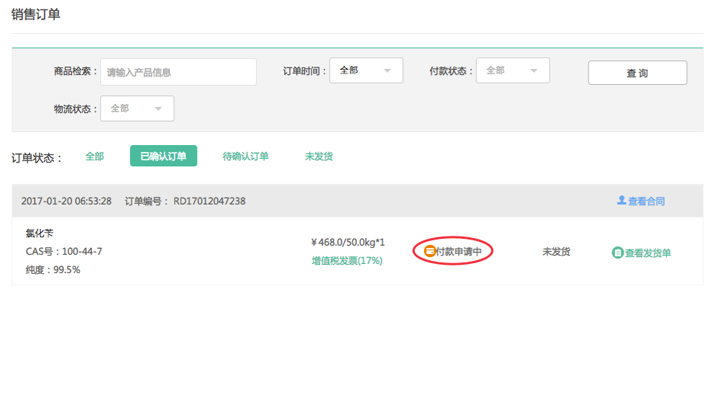 销售订单
商品检索： 请输入产品信息 订单时间： 全部 付款状态： 全部 查 询
物流状态： 全部
订单状态： 全部 已确认订单 待确认订单 未发货
2017-01-20 06:53:28 订单编号： RD17012047238 查看合同
氯化苄
CAS号：100-44-7
纯度：99.5%
¥468.0/50.0kg*1
增值税发票(17%)
付款申请中
未发货
查看发货单